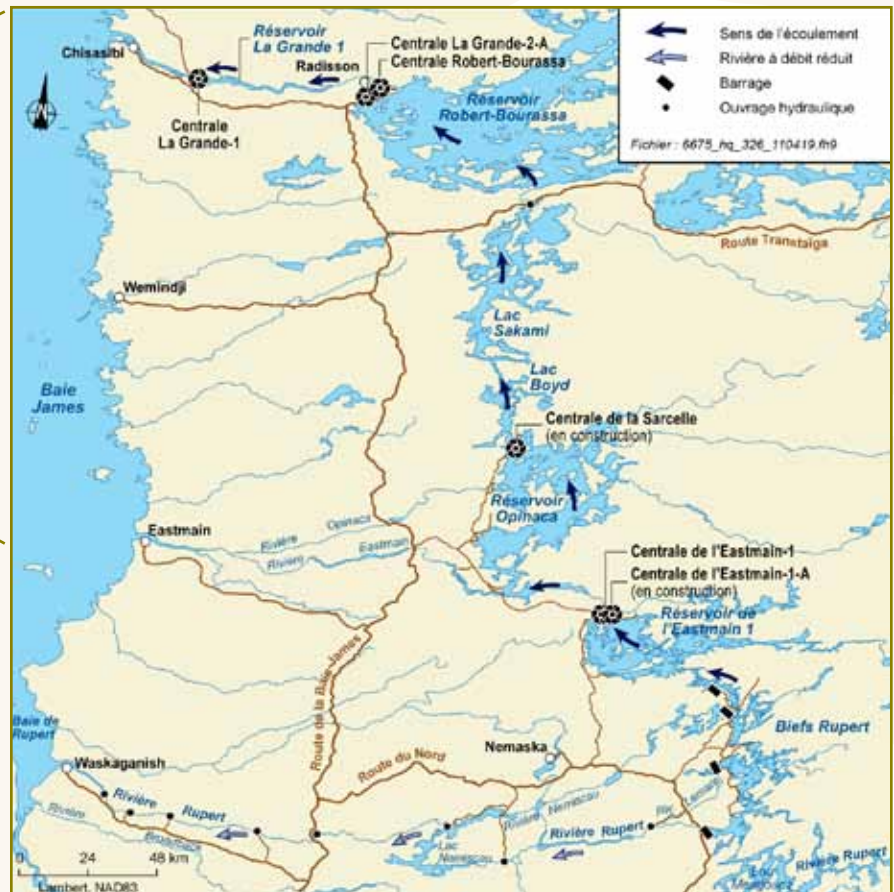 Chisasibi
Réservoir
La Grande 1
Radisson
Centrale La Grande-2-A
Centrale Robert-Bourassa
Centrale
La Grande-1
Réservoir
Robert-Bourassa
Sens de l'écoulement
Rivière à débit réduit
Barrage
Ouvrage hydraulique
Fichier : 6675_hq_326_110419.fh9
Route Transtaïga
Wemindji
Lac
Sakami
Lac
Boyd
Baie
James
Centrale de la Sarcelle
(en construction)
Réservoir
Opinaca
Eastmain
Rivière Opinaca
Rivière Eastmain
Centrale de l'Eastmain-1
Centrale de l'Eastmain-1-A
(en construction)
Réservoir de
l'Eastmain 1
Route de la Baie-James
Baie de
Rupert
Biefs Rupert
Nemaska
Route du Nord
Waskaganish
Rivière Rupert
Rivière Broadback
Rivière Nemiscau
Lac
Nemiscau
Rivière Rupert
Riv. Lemare
Rivière Rupert
Lac
0 24 48 km
Lambert, NAD83